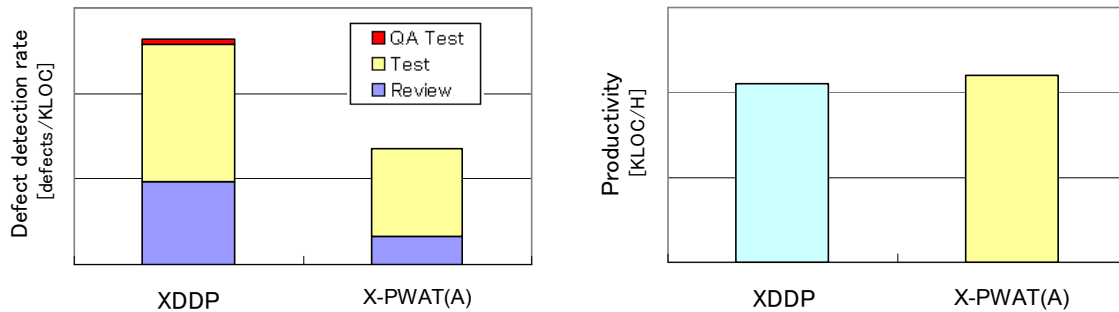 Defect detection rate
[defects/KLOC]
QA Test
Test
Review
XDDP
X-PWAT(A)
Productivity
[KLOC/H]
XDDP
X-PWAT(A)